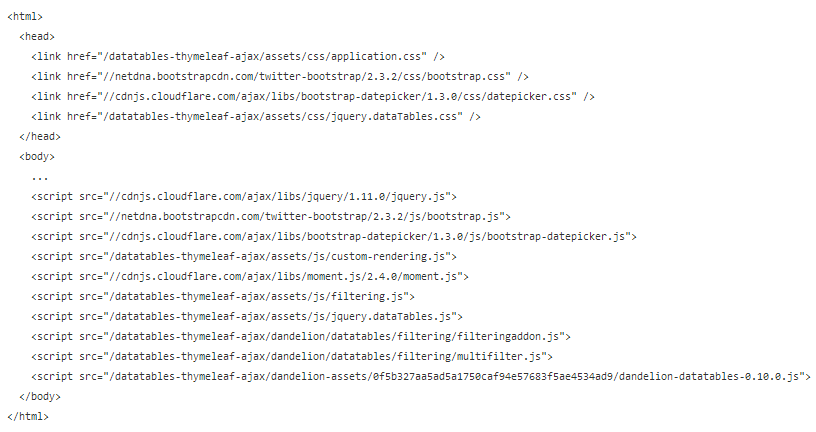 <html>
<head>
<link href="/datatables-thymeleaf-ajax/assets/css/application.css" />
<link href="//netdna.bootstrapcdn.com/twitter-bootstrap/2.3.2/css/bootstrap.css" />
<link href="//cdnjs.cloudflare.com/ajax/libs/bootstrap-datepicker/1.3.0/css/datepicker.css" />
<link href="/datatables-thymeleaf-ajax/assets/css/jquery.dataTables.css" />
</head>
<body>
...
<script src="//cdnjs.cloudflare.com/ajax/libs/jquery/1.11.0/jquery.js">
<script src="//netdna.bootstrapcdn.com/twitter-bootstrap/2.3.2/js/bootstrap.js">
<script src="//cdnjs.cloudflare.com/ajax/libs/bootstrap-datepicker/1.3.0/js/bootstrap-datepicker.js">
<script src="/datatables-thymeleaf-ajax/assets/js/custom-rendering.js">
<script src="//cdnjs.cloudflare.com/ajax/libs/moment.js/2.4.0/moment.js">
<script src="/datatables-thymeleaf-ajax/assets/js/filtering.js">
<script src="/datatables-thymeleaf-ajax/assets/js/jquery.dataTables.js">
<script src="/datatables-thymeleaf-ajax/dandelion/datatables/filtering/filteringaddon.js">
<script src="/datatables-thymeleaf-ajax/dandelion/datatables/filtering/multifilter.js">
<script src="/datatables-thymeleaf-ajax/dandelion-assets/0f5b327aa5ad5a1750caf94e57683f5ae4534ad9/dandelion-datatables-0.10.0.js">
</body>
</html>